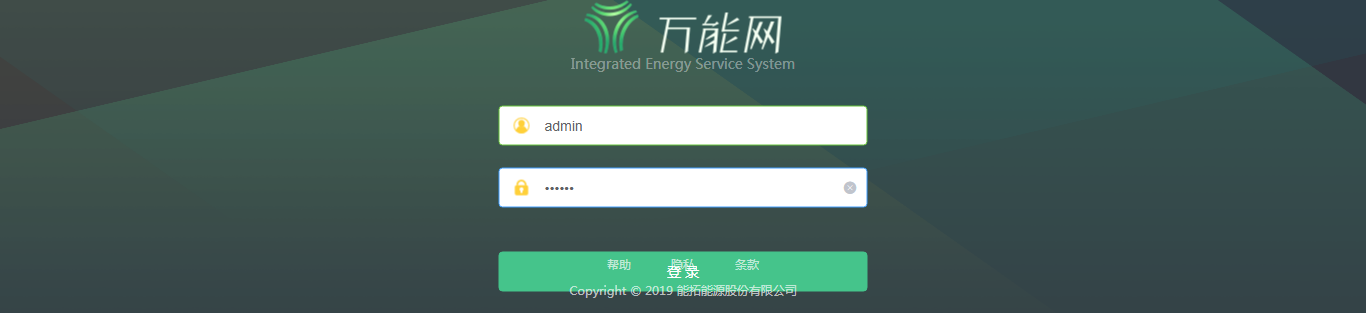 万能网
Integrated Energy Service System
admin
••••••
帮助 隐私 条款
登 录
Copyright © 2019 能拓能源股份有限公司